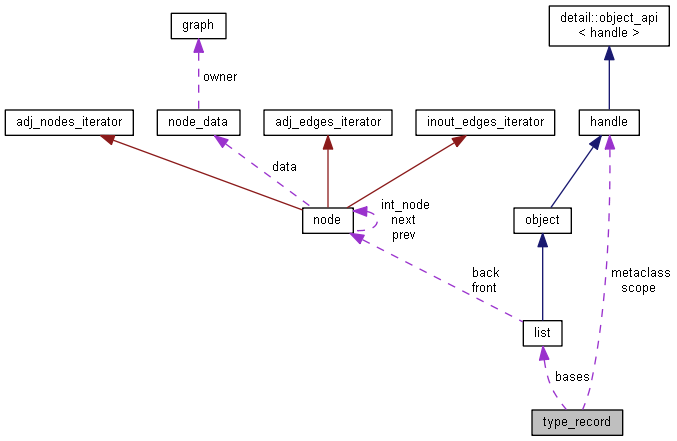 detail::object_api
< handle >
graph
owner
adj_nodes_iterator
node_data
adj_edges_iterator
inout_edges_iterator
handle
data
node
int_node
next
prev
object
back
front
metaclass
scope
list
bases
type_record